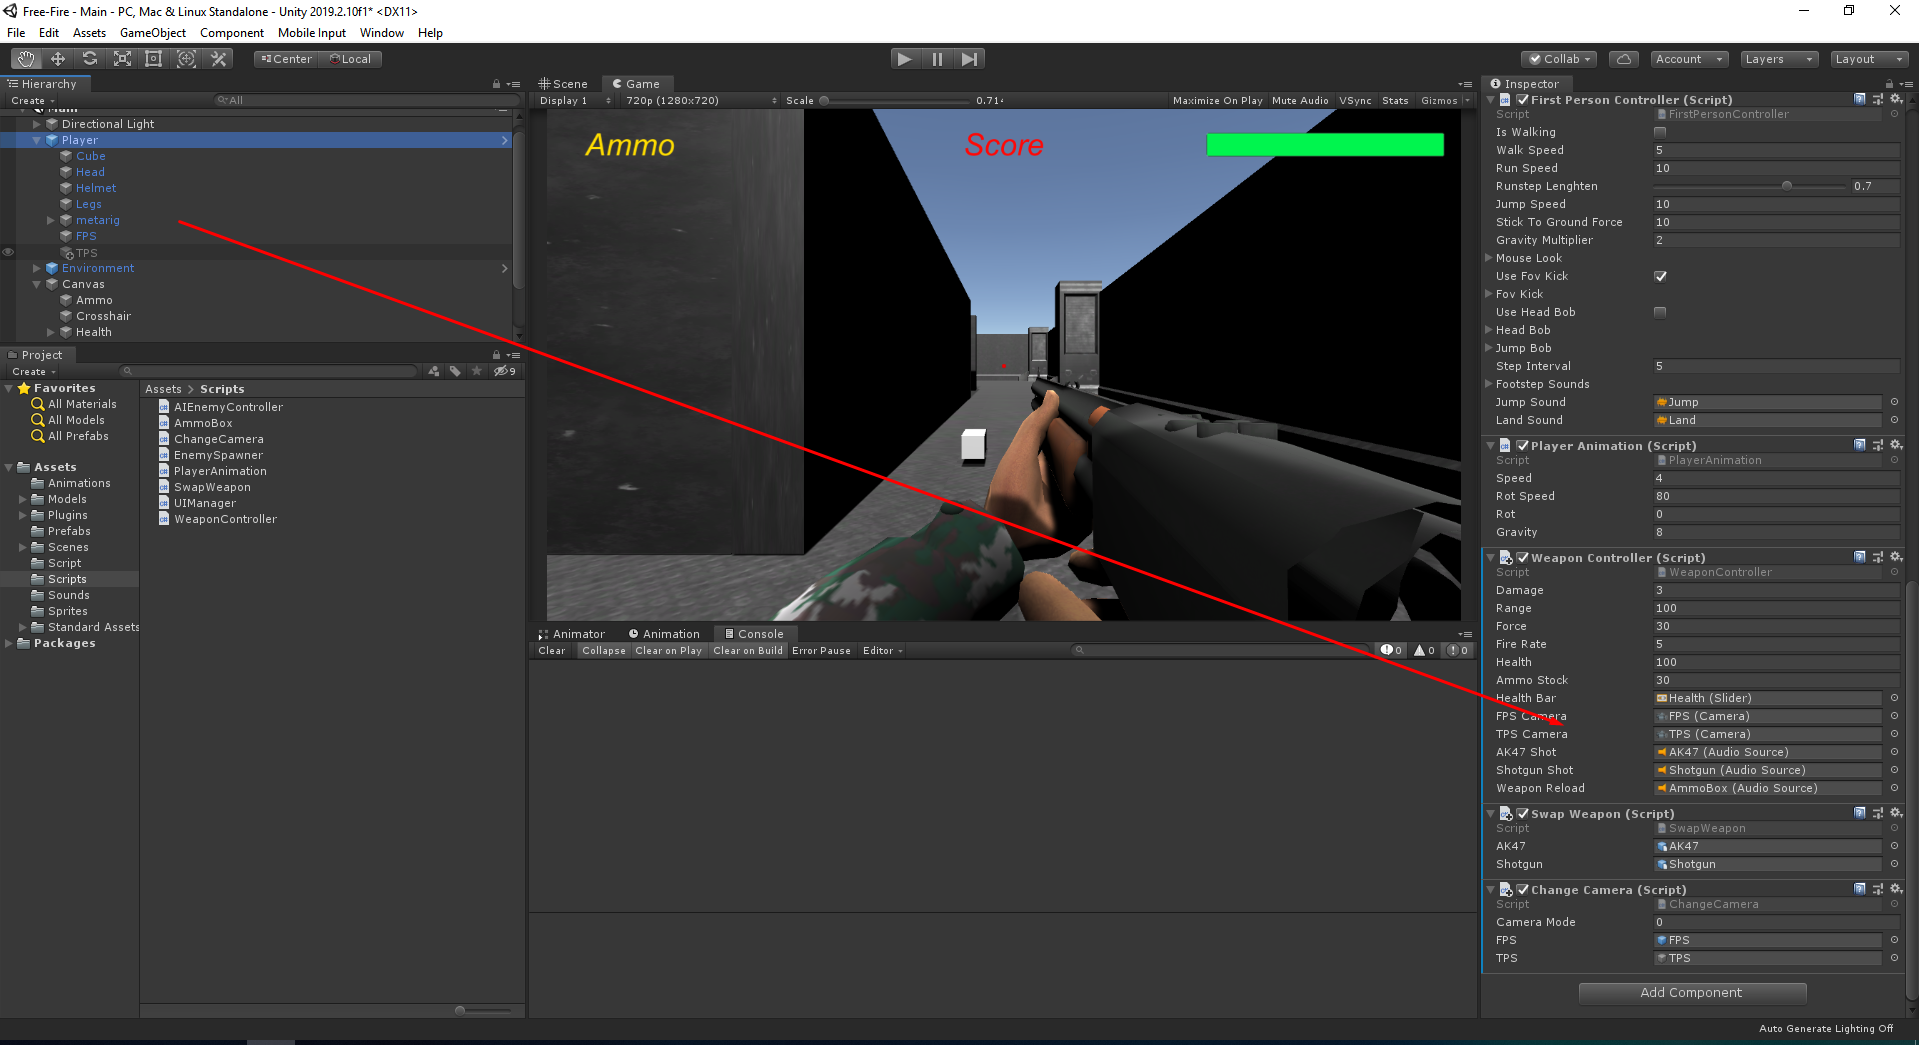 Free-Fire - Main - PC, Mac & Linux Standalone - Unity 2019.2.10f1* <DX11>
File Edit Assets GameObject Component Mobile Input Window Help
Center Local
Collab Account Layers Layout
Hierarchy
Create All
Main
Directional Light
Player
Cube
Head
Helmet
Legs
metarig
FPS
TPS
Environment
Canvas
Ammo
Crosshair
Health
Project
Create 9
Favorites
All Materials
All Models
All Prefabs
Assets
Animations
Models
Plugins
Prefabs
Scenes
Script
Scripts
Sounds
Sprites
Standard Assets
Packages
Assets > Scripts
AIEnemyController
AmmoBox
ChangeCamera
EnemySpawner
PlayerAnimation
SwapWeapon
UIManager
WeaponController
Scene Game
Display 1 720p (1280x720) Scale 0.71 Maximize On Play Mute Audio VSync Stats Gizmos
Ammo Score
Animator Animation Console
Clear Collapse Clear on Play Clear on Build Error Pause Editor 0 0 0
Inspector
First Person Controller (Script)
Script FirstPersonController
Is Walking
Walk Speed 5
Run Speed 10
Runstep Lenghten 0.7
Jump Speed 10
Stick To Ground Force 10
Gravity Multiplier 2
Mouse Look
Use Fov Kick
Fov Kick
Use Head Bob
Head Bob
Jump Bob
Step Interval 5
Footstep Sounds
Jump Sound Jump
Land Sound Land
Player Animation (Script)
Script PlayerAnimation
Speed 4
Rot Speed 80
Rot 0
Gravity 8
Weapon Controller (Script)
Script WeaponController
Damage 3
Range 100
Force 30
Fire Rate 5
Health 100
Ammo Stock 30
Health Bar Health (Slider)
FPS Camera FPS (Camera)
TPS Camera TPS (Camera)
AK47 Shot AK47 (Audio Source)
Shotgun Shot Shotgun (Audio Source)
Weapon Reload AmmoBox (Audio Source)
Swap Weapon (Script)
Script SwapWeapon
AK47 AK47
Shotgun Shotgun
Change Camera (Script)
Script ChangeCamera
Camera Mode 0
FPS FPS
TPS TPS
Add Component
Auto Generate Lighting Off